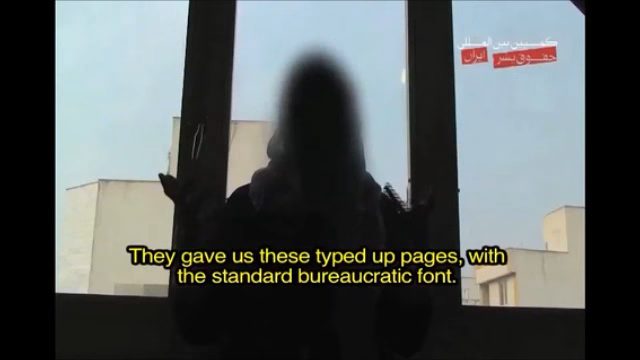 کمپین بین‌المللی
حقوق بشر ایران
They gave us these typed up pages, with
the standard bureaucratic font.